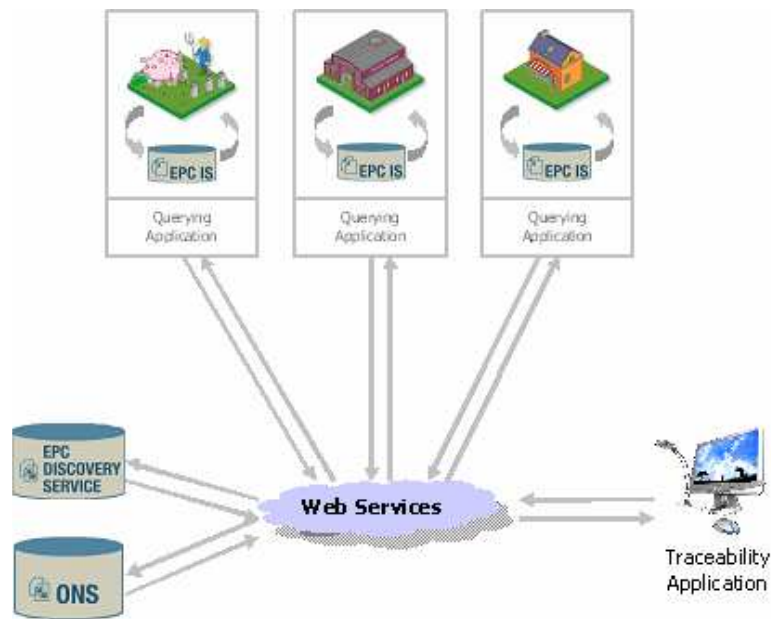 EPC IS
EPC IS
EPC IS
Querying
Application
Querying
Application
Querying
Application
EPC
DISCOVERY
SERVICE
Web Services
ONS
Traceability
Application